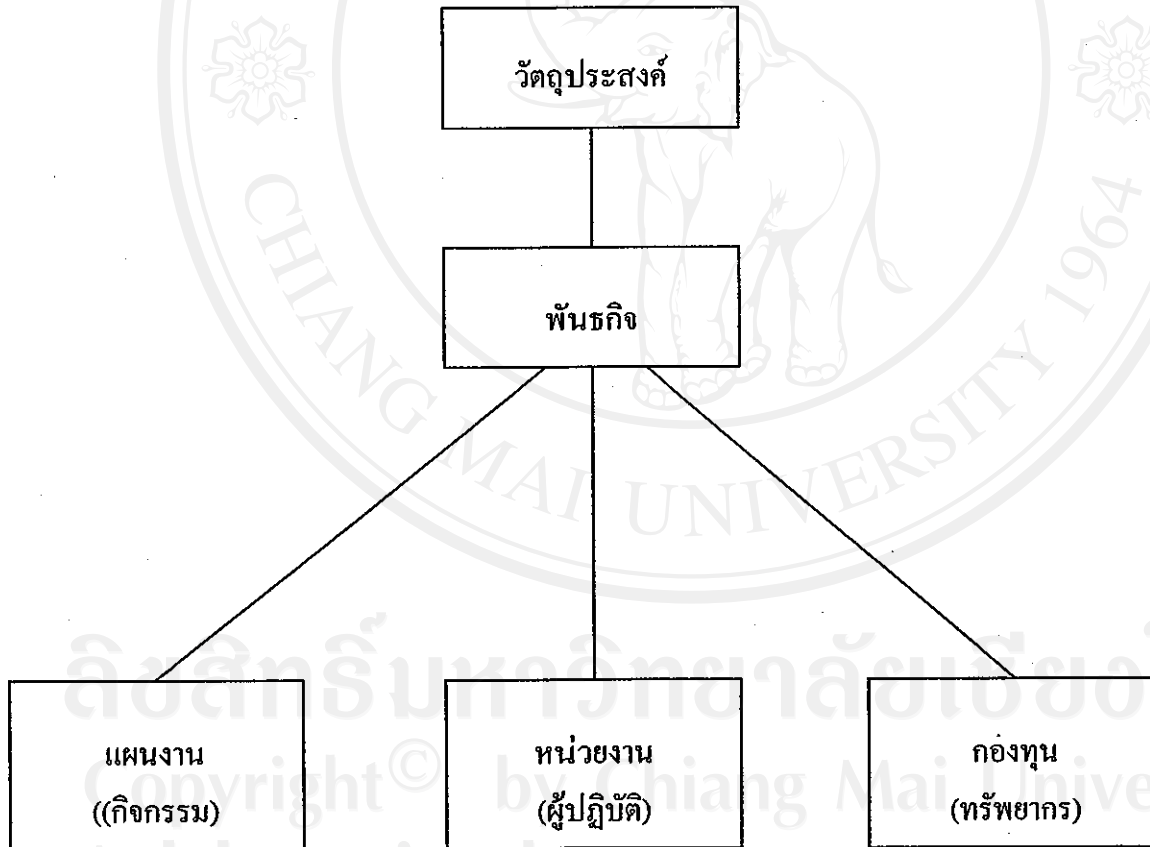 วัตถุประสงค์
พันธกิจ
แผนงาน
((กิจกรรม)
หน่วยงาน
(ผู้ปฏิบัติ)
กองทุน
(ทรัพยากร)
CHIANG MAI UNIVERSITY 1964
ลิขสิทธิ์มหาวิทยาลัยเชียง
Copyright© by Chiang Mai Unive